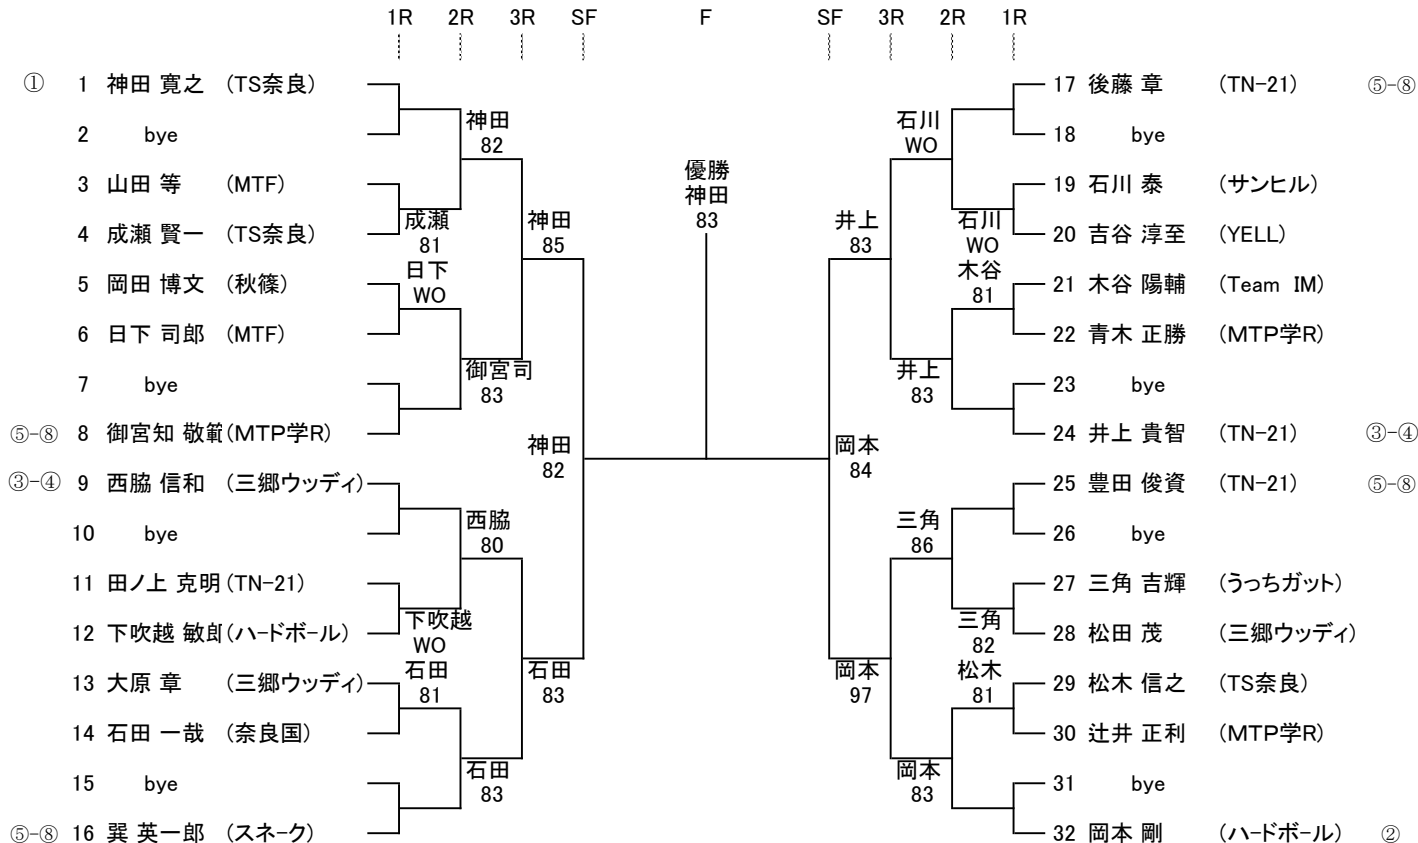 1R 2R 3R SF F SF 3R 2R 1R
① 1 神田 寛之 (TS奈良)
2 bye
3 山田 等 (MTF)
4 成瀬 賢一 (TS奈良)
5 岡田 博文 (秋篠)
6 日下 司郎 (MTF)
7 bye
⑤-⑧ 8 御宮知 敬範 (MTP学R)
③-④ 9 西脇 信和 (三郷ウッディ)
10 bye
11 田ノ上 克明 (TN-21)
12 下吹越 敏郎 (ハードボール)
13 大原 章 (三郷ウッディ)
14 石田 一哉 (奈良国)
15 bye
⑤-⑧ 16 巽 英一郎 (スネーク)
成瀬
81
日下
WO
下吹越
WO
石田
81
神田
82
御宮司
83
西脇
80
石田
83
神田
85
石田
83
神田
82
優勝
神田
83
岡本
84
井上
83
岡本
97
石川
WO
井上
83
三角
86
岡本
83
石川
WO
木谷
81
三角
82
松木
81
17 後藤 章 (TN-21) ⑤-⑧
18 bye
19 石川 泰 (サンヒル)
20 吉谷 淳至 (YELL)
21 木谷 陽輔 (Team IM)
22 青木 正勝 (MTP学R)
23 bye
24 井上 貴智 (TN-21) ③-④
25 豊田 俊資 (TN-21) ⑤-⑧
26 bye
27 三角 吉輝 (うっちガット)
28 松田 茂 (三郷ウッディ)
29 松木 信之 (TS奈良)
30 辻井 正利 (MTP学R)
31 bye
32 岡本 剛 (ハードボール) ②